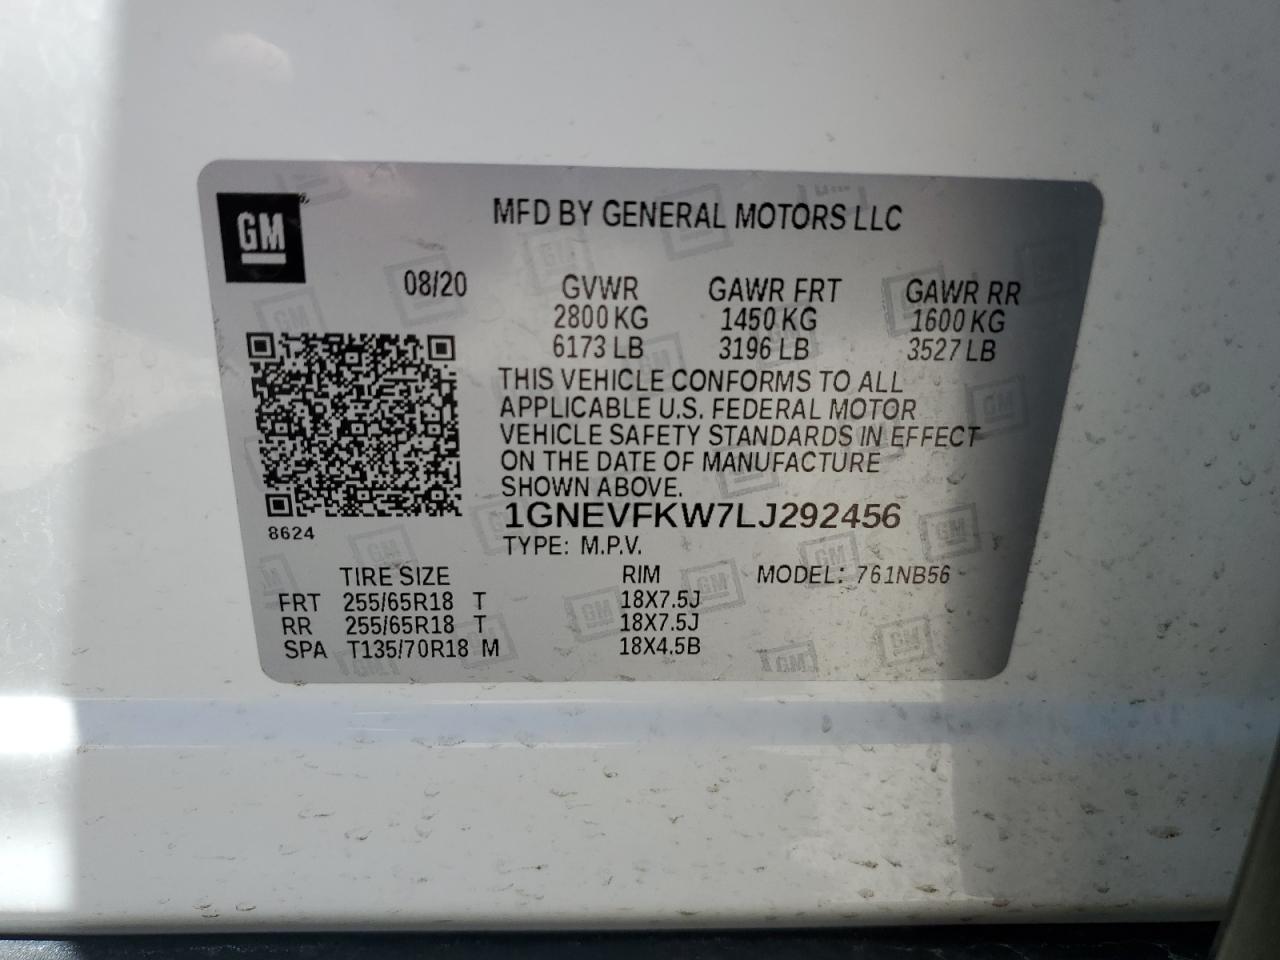 GM
MFD BY GENERAL MOTORS LLC
08/20 GVWR GAWR FRT GAWR RR
2800 KG 1450 KG 1600 KG
6173 LB 3196 LB 3527 LB
THIS VEHICLE CONFORMS TO ALL
APPLICABLE U.S. FEDERAL MOTOR
VEHICLE SAFETY STANDARDS IN EFFECT
ON THE DATE OF MANUFACTURE
SHOWN ABOVE.
8624
1GNEVFKW7LJ292456
TYPE: M.P.V.
TIRE SIZE RIM MODEL: 761NB56
FRT 255/65R18 T 18X7.5J
RR 255/65R18 T 18X7.5J
SPA T135/70R18 M 18X4.5B